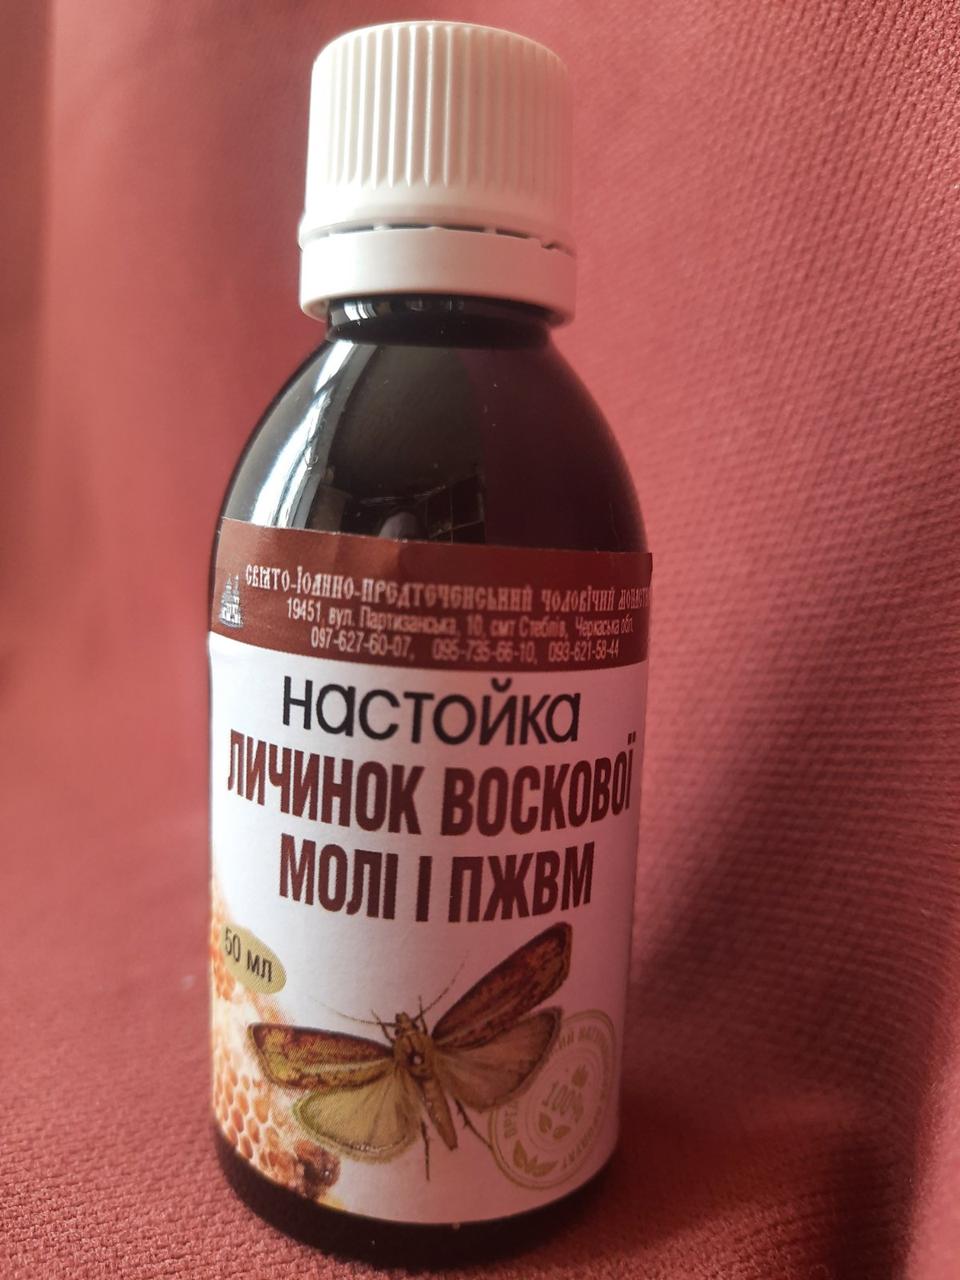 Свято-Іоанно-Предтеченський чоловічий
19451, вул. Партизанська, 10, смт Стеблів, Черкаська обл.
097-627-60-07, 095-735-66-10, 093-621-58-44
настойка
ЛИЧИНОК ВОСКОВОЇ
МОЛІ І ПЖВМ
50 мл
100%